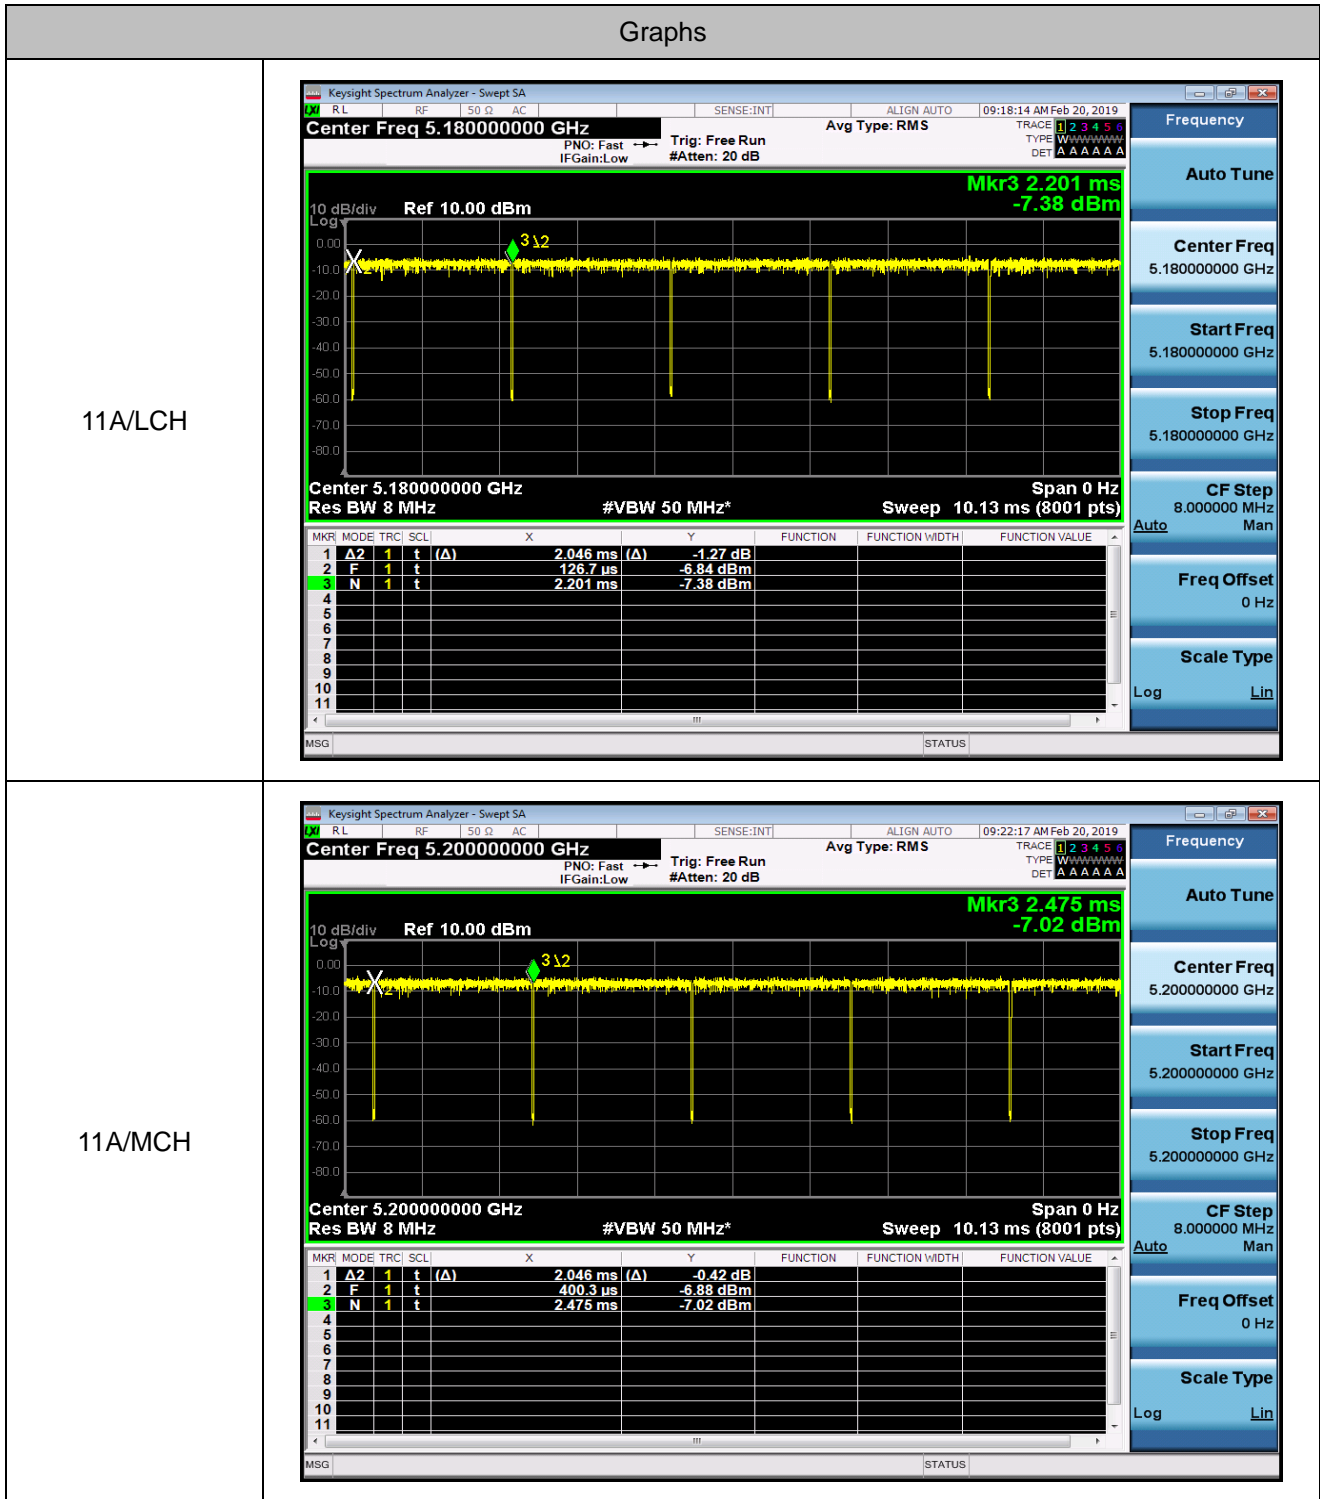 Graphs
11A/LCH
Keysight Spectrum Analyzer - Swept SA
LXI RL RF 50 Ω AC SENSE:INT ALIGN AUTO 09:18:14 AM Feb 20, 2019
Center Freq 5.180000000 GHz Avg Type: RMS TRACE 1 2 3 4 5 6
PNO: Fast Trig: Free Run TYPE WWWWWW
IFGain:Low #Atten: 20 dB DET A A A A A A
Mkr3 2.201 ms
-7.38 dBm
10 dB/div Ref 10.00 dBm
Log
0.00
-10.0
-20.0
-30.0
-40.0
-50.0
-60.0
-70.0
-80.0
X2
3Δ2
Center 5.180000000 GHz Span 0 Hz
Res BW 8 MHz #VBW 50 MHz* Sweep 10.13 ms (8001 pts)
MKR MODE TRC SCL X Y FUNCTION FUNCTION WIDTH FUNCTION VALUE
1 Δ2 1 t (Δ) 2.046 ms (Δ) -1.27 dB
2 F 1 t 126.7 µs -6.84 dBm
3 N 1 t 2.201 ms -7.38 dBm
4
5
6
7
8
9
10
11
MSG STATUS
Frequency
Auto Tune
Center Freq
5.180000000 GHz
Start Freq
5.180000000 GHz
Stop Freq
5.180000000 GHz
CF Step
8.000000 MHz
Auto Man
Freq Offset
0 Hz
Scale Type
Log Lin
11A/MCH
Keysight Spectrum Analyzer - Swept SA
LXI RL RF 50 Ω AC SENSE:INT ALIGN AUTO 09:22:17 AM Feb 20, 2019
Center Freq 5.200000000 GHz Avg Type: RMS TRACE 1 2 3 4 5 6
PNO: Fast Trig: Free Run TYPE WWWWWW
IFGain:Low #Atten: 20 dB DET A A A A A A
Mkr3 2.475 ms
-7.02 dBm
10 dB/div Ref 10.00 dBm
Log
0.00
-10.0
-20.0
-30.0
-40.0
-50.0
-60.0
-70.0
-80.0
X2
3Δ2
Center 5.200000000 GHz Span 0 Hz
Res BW 8 MHz #VBW 50 MHz* Sweep 10.13 ms (8001 pts)
MKR MODE TRC SCL X Y FUNCTION FUNCTION WIDTH FUNCTION VALUE
1 Δ2 1 t (Δ) 2.046 ms (Δ) -0.42 dB
2 F 1 t 400.3 µs -6.88 dBm
3 N 1 t 2.475 ms -7.02 dBm
4
5
6
7
8
9
10
11
MSG STATUS
Frequency
Auto Tune
Center Freq
5.200000000 GHz
Start Freq
5.200000000 GHz
Stop Freq
5.200000000 GHz
CF Step
8.000000 MHz
Auto Man
Freq Offset
0 Hz
Scale Type
Log Lin